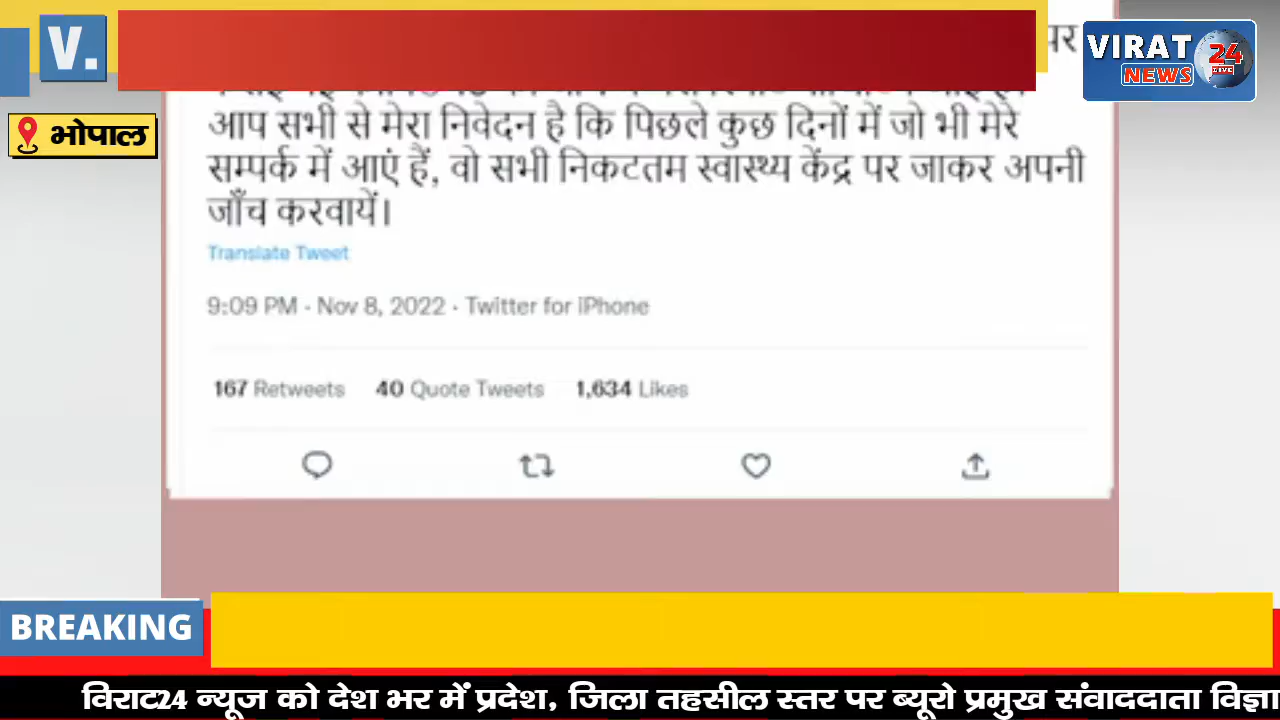 V.
पर
VIRAT
24
LIVE
NEWS
भोपाल
आप सभी से मेरा निवेदन है कि पिछले कुछ दिनों में जो भी मेरे
सम्पर्क में आएं हैं, वो सभी निकटतम स्वास्थ्य केंद्र पर जाकर अपनी
जाँच करवायें।
Translate Tweet
9:09 PM · Nov 8, 2022 · Twitter for iPhone
167 Retweets 40 Quote Tweets 1,634 Likes
BREAKING
विराट24 न्यूज को देश भर में प्रदेश, जिला तहसील स्तर पर ब्यूरो प्रमुख संवाददाता विज्ञा